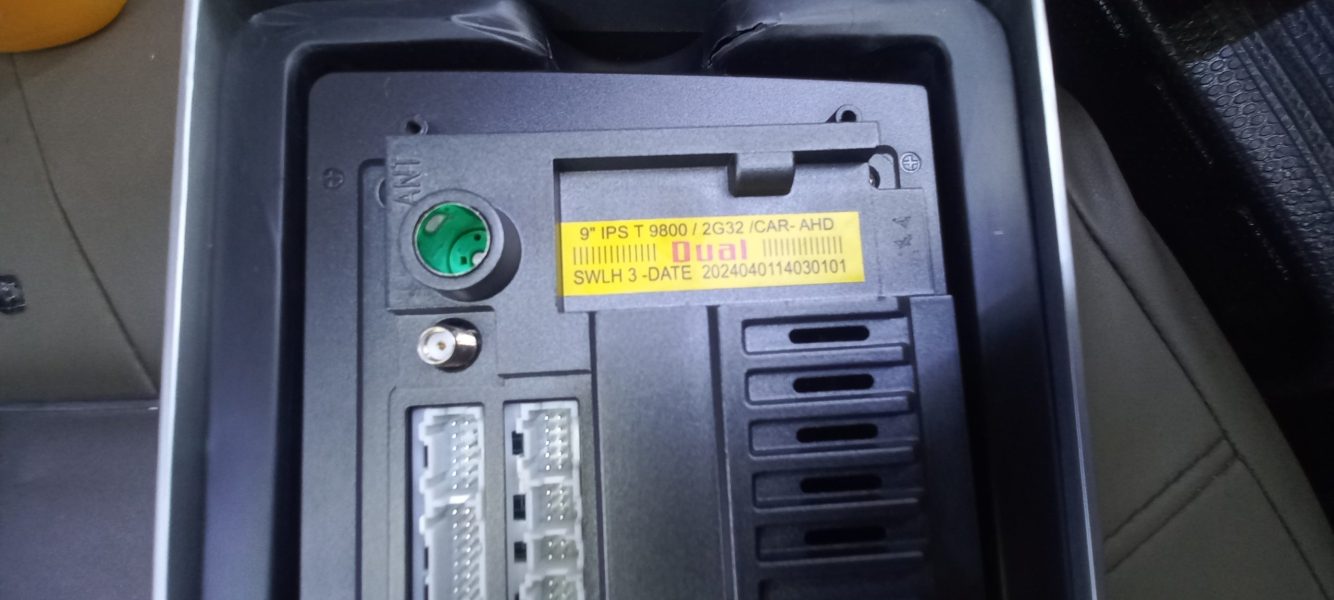 ANT
9" IPS T 9800 / 2G32 /CAR- AHD
Dual
SWLH 3 -DATE 2024040114030101